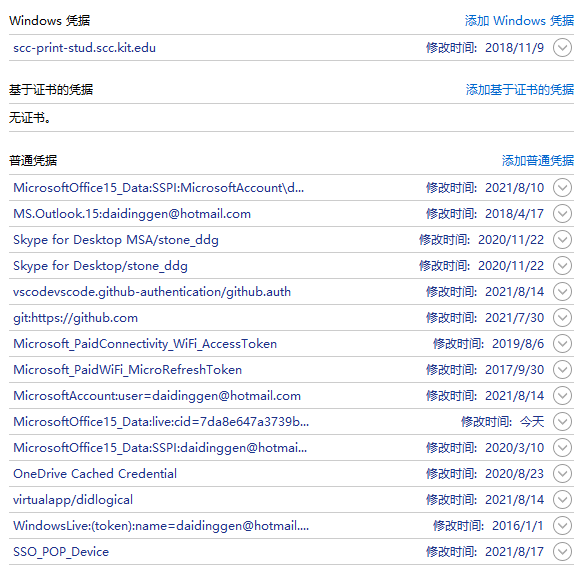 Windows 凭据 添加 Windows 凭据
scc-print-stud.scc.kit.edu 修改时间: 2018/11/9
基于证书的凭据 添加基于证书的凭据
无证书。
普通凭据 添加普通凭据
MicrosoftOffice15_Data:SSPI:MicrosoftAccount\d... 修改时间: 2021/8/10
MS.Outlook.15:daidinggen@hotmail.com 修改时间: 2018/4/17
Skype for Desktop MSA/stone_ddg 修改时间: 2020/11/22
Skype for Desktop/stone_ddg 修改时间: 2020/11/22
vscodevscode.github-authentication/github.auth 修改时间: 2021/8/14
git:https://github.com 修改时间: 2021/7/30
Microsoft_PaidConnectivity_WiFi_AccessToken 修改时间: 2019/8/6
Microsoft_PaidWiFi_MicroRefreshToken 修改时间: 2017/9/30
MicrosoftAccount:user=daidinggen@hotmail.com 修改时间: 2021/8/14
MicrosoftOffice15_Data:live:cid=7da8e647a3739b... 修改时间: 今天
MicrosoftOffice15_Data:SSPI:daidinggen@hotmai... 修改时间: 2020/3/10
OneDrive Cached Credential 修改时间: 2020/8/23
virtualapp/didlogical 修改时间: 2021/8/14
WindowsLive:(token):name=daidinggen@hotmail.... 修改时间: 2016/1/1
SSO_POP_Device 修改时间: 2021/8/17